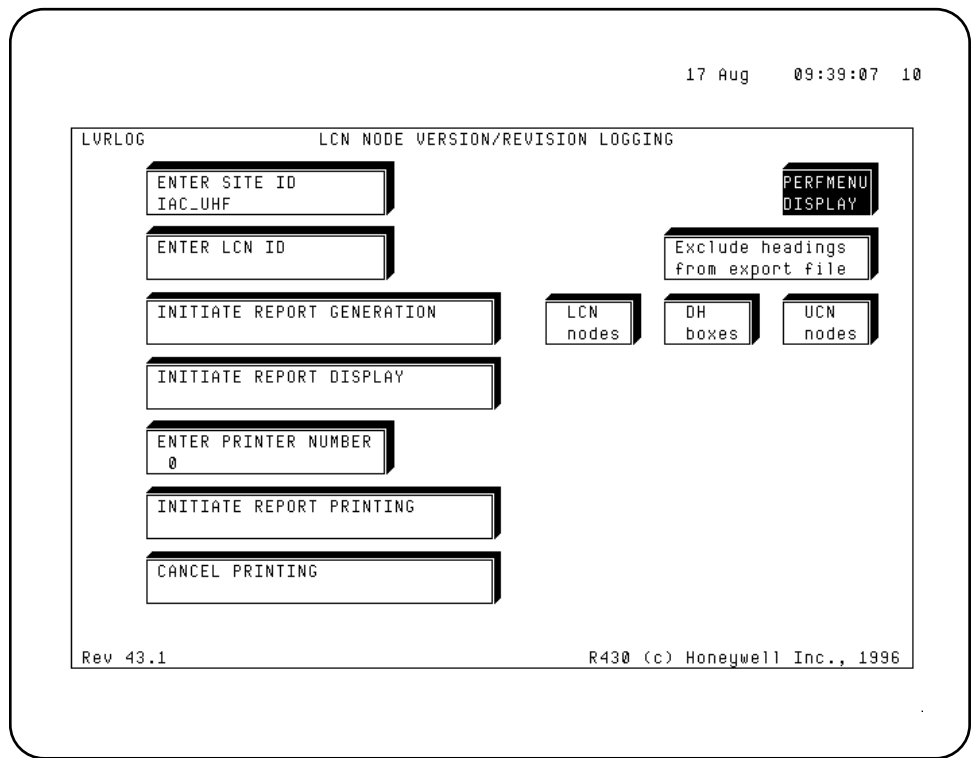 17 Aug 09:39:07 10
LVRLOG LCN NODE VERSION/REVISION LOGGING
ENTER SITE ID
IAC_UHF
PERFMENU
DISPLAY
ENTER LCN ID
Exclude headings
from export file
INITIATE REPORT GENERATION
LCN
nodes
DH
boxes
UCN
nodes
INITIATE REPORT DISPLAY
ENTER PRINTER NUMBER
0
INITIATE REPORT PRINTING
CANCEL PRINTING
Rev 43.1 R430 (c) Honeywell Inc., 1996